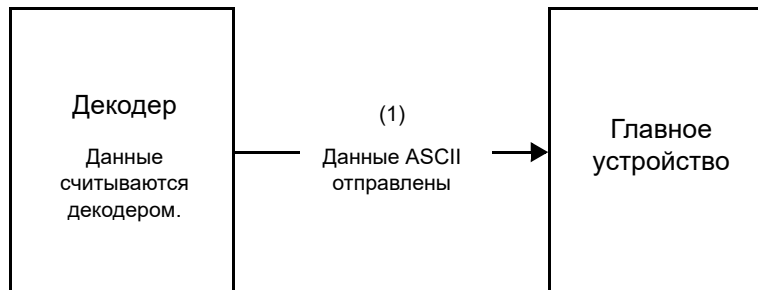 Декодер
Данные
считываются
декодером.
(1)
Данные ASCII
отправлены
Главное
устройство